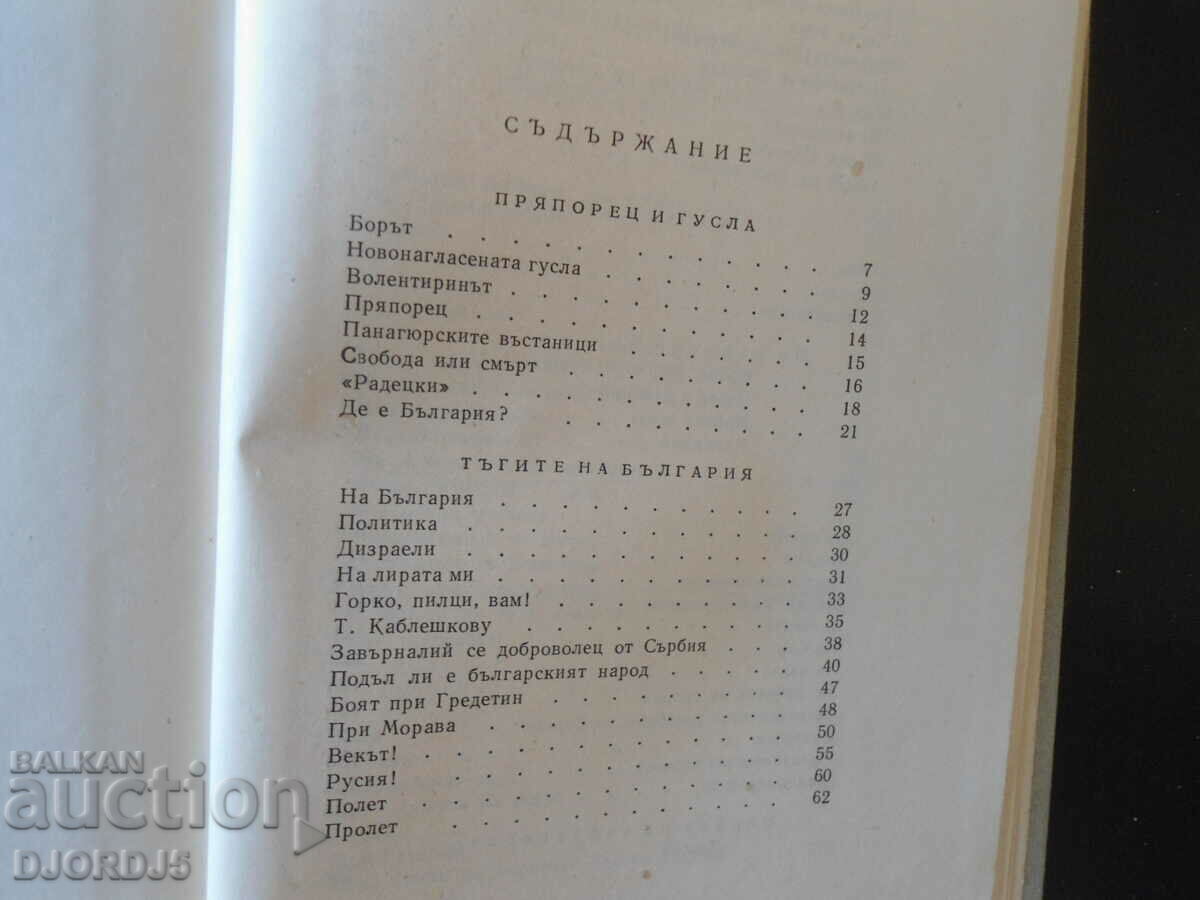 СЪДЪРЖАНИЕ
ПРЯПОРЕЦ И ГУСЛА
Борът . . . . . . . . . . 7
Новонагласената гусла . . . . . . . 9
Волентиринът . . . . . . . . . 12
Пряпорец . . . . . . . . . . 14
Панагюрските въстаници . . . . . . 15
Свобода или смърт . . . . . . . . 16
«Радецки» . . . . . . . . . . 18
Де е България? . . . . . . . . 21
ТЪГИТЕ НА БЪЛГАРИЯ
На България . . . . . . . . . . 27
Политика . . . . . . . . . . 28
Дизраели . . . . . . . . . . 30
На лирата ми . . . . . . . . . 31
Горко, пилци, вам! . . . . . . . . 33
Т. Каблешкову . . . . . . . . . 35
Завърналий се доброволец от Сърбия . . . 38
Подъл ли е българският народ . . . . . 40
Боят при Гредетин . . . . . . . . 47
При Морава . . . . . . . . . . 48
Векът! . . . . . . . . . . . 50
Русия! . . . . . . . . . . . 55
Полет . . . . . . . . . . . 60
Пролет . . . . . . . . . . 62
BALKAN
auction
DJORDJ5